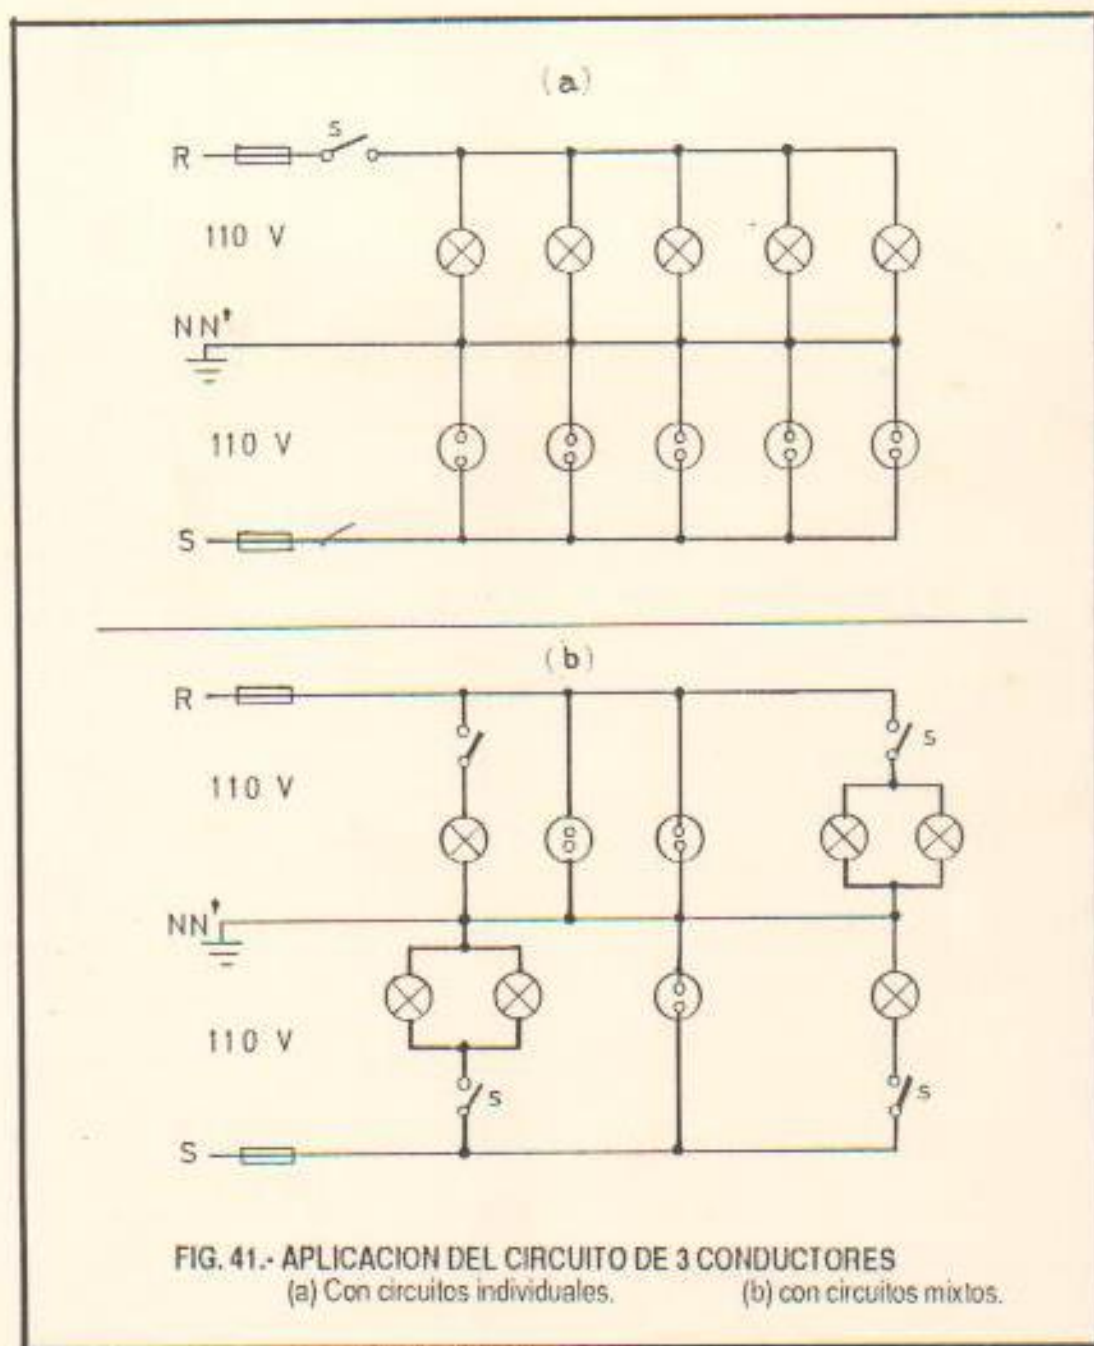 (a)
R
S
110 V
NN'
110 V
S
(b)
R
S
110 V
NN'
110 V
S
S
S
FIG. 41.- APLICACION DEL CIRCUITO DE 3 CONDUCTORES
(a) Con circuitos individuales. (b) con circuitos mixtos.